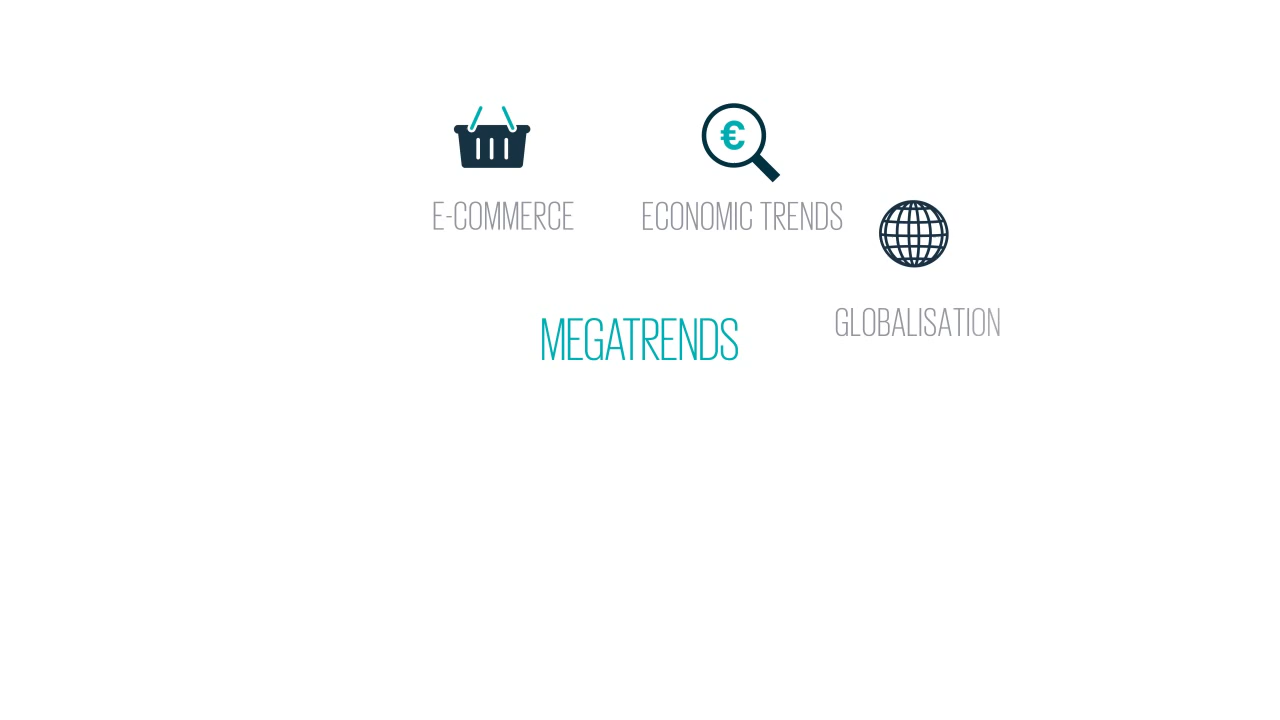 €
E-COMMERCE
ECONOMIC TRENDS
GLOBALISATION
MEGATRENDS